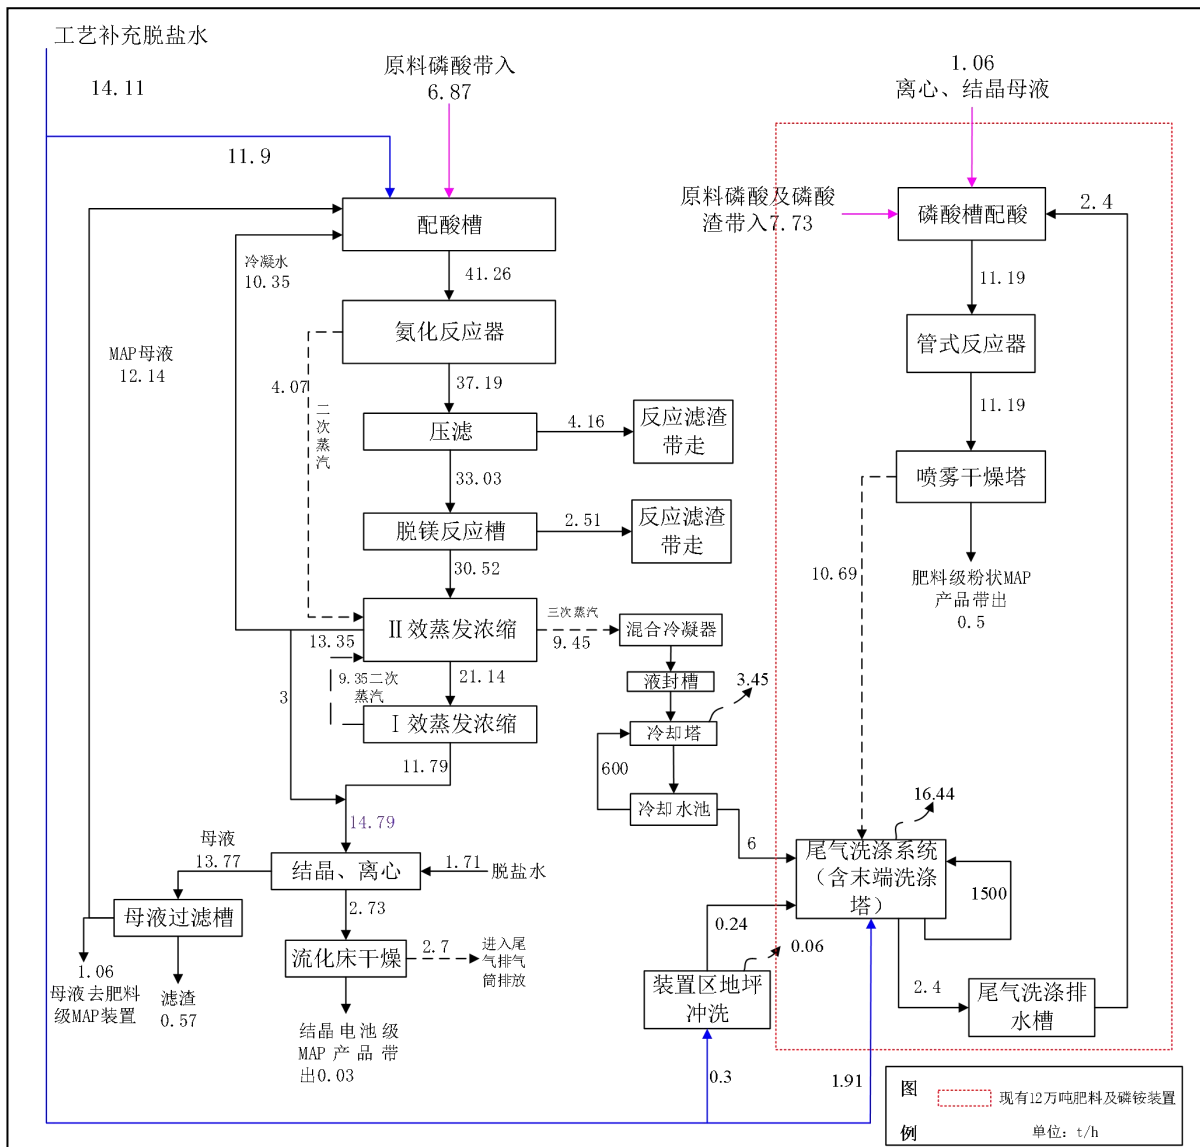 工艺补充脱盐水
14.11
11.9
原料磷酸带入
6.87
1.06
离心、结晶母液
原料磷酸及磷酸
渣带入7.73
磷酸槽配酸
2.4
配酸槽
冷凝水
10.35
41.26
11.19
氨化反应器
管式反应器
MAP母液
12.14
4.07
二次蒸汽
37.19
11.19
压滤
4.16
反应滤渣
带走
33.03
喷雾干燥塔
脱镁反应槽
2.51
反应滤渣
带走
30.52
10.69
肥料级粉状MAP
产品带出
0.5
Ⅱ效蒸发浓缩
13.35
三次蒸汽
9.45
混合冷凝器
9.35二次
蒸汽
21.14
液封槽
3.45
3
Ⅰ效蒸发浓缩
冷却塔
11.79
600
冷却水池
14.79
16.44
母液
13.77
结晶、离心
1.71
脱盐水
6
尾气洗涤系统
（含末端洗涤
塔）
1500
母液过滤槽
2.73
0.24
流化床干燥
2.7
进入尾
气排气
筒排放
0.06
1.06
母液去肥料
级MAP装置
滤渣
0.57
装置区地坪
冲洗
2.4
尾气洗涤排
水槽
结晶电池级
MAP产品带
出0.03
0.3
1.91
图
例
现有12万吨肥料及磷铵装置
单位：t/h